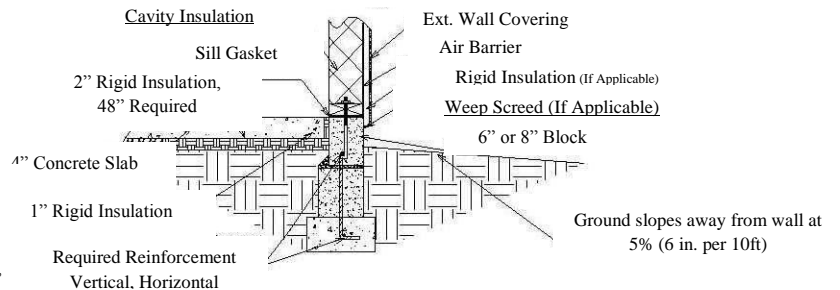 Cavity Insulation
Sill Gasket
2” Rigid Insulation,
48” Required
4” Concrete Slab
1” Rigid Insulation
Required Reinforcement
Vertical, Horizontal
Ext. Wall Covering
Air Barrier
Rigid Insulation (If Applicable)
Weep Screed (If Applicable)
6” or 8” Block
Ground slopes away from wall at
5% (6 in. per 10ft)